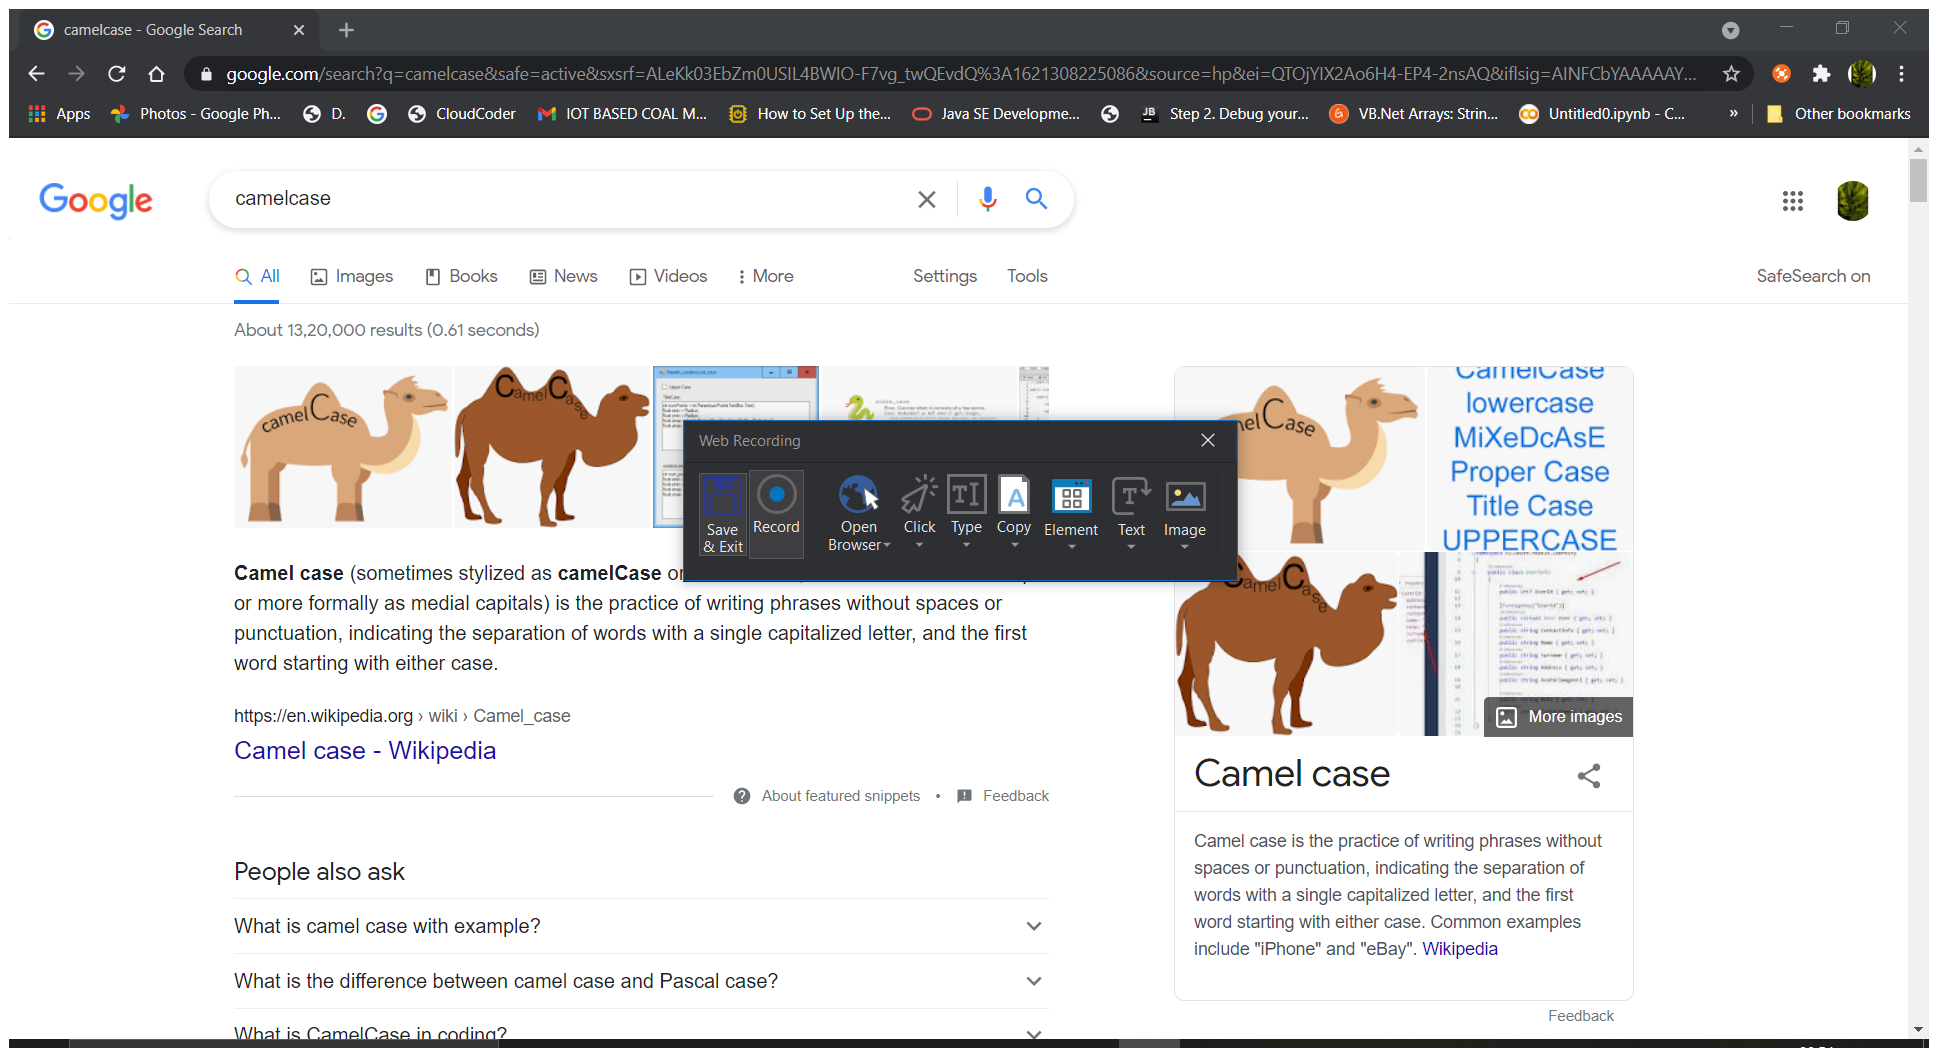 camelcase - Google Search
google.com/search?q=camelcase&safe=active&sxsrf=ALeKk03EbZm0USIL4BWIO-F7vg_twQEvdQ%3A1621308225086&source=hp&ei=QTOjYIX2Ao6H4-EP4-2nsAQ&iflsig=AINFCbYAAAAAY...
Apps Photos - Google Ph... D. CloudCoder IOT BASED COAL M... How to Set Up the... Java SE Developme... JB Step 2. Debug your... VB.Net Arrays: Strin... Untitled0.ipynb - C... » Other bookmarks
Google camelcase
All Images Books News Videos More Settings Tools SafeSearch on
About 13,20,000 results (0.61 seconds)
camelCase
CamelCase
Upper Case
Web Recording
Save & Exit
Record
Open Browser
Click
Type
Copy
Element
Text
Image
Camel case (sometimes stylized as camelCase or
or more formally as medial capitals) is the practice of writing phrases without spaces or
punctuation, indicating the separation of words with a single capitalized letter, and the first
word starting with either case.
https://en.wikipedia.org › wiki › Camel_case
Camel case - Wikipedia
About featured snippets • Feedback
People also ask
What is camel case with example?
What is the difference between camel case and Pascal case?
What is CamelCase in coding?
elCase
CamelCase
lowercase
MiXeDcAsE
Proper Case
Title Case
UPPERCASE
CamelCase
More images
Camel case
Camel case is the practice of writing phrases without
spaces or punctuation, indicating the separation of
words with a single capitalized letter, and the first
word starting with either case. Common examples
include "iPhone" and "eBay". Wikipedia
Feedback